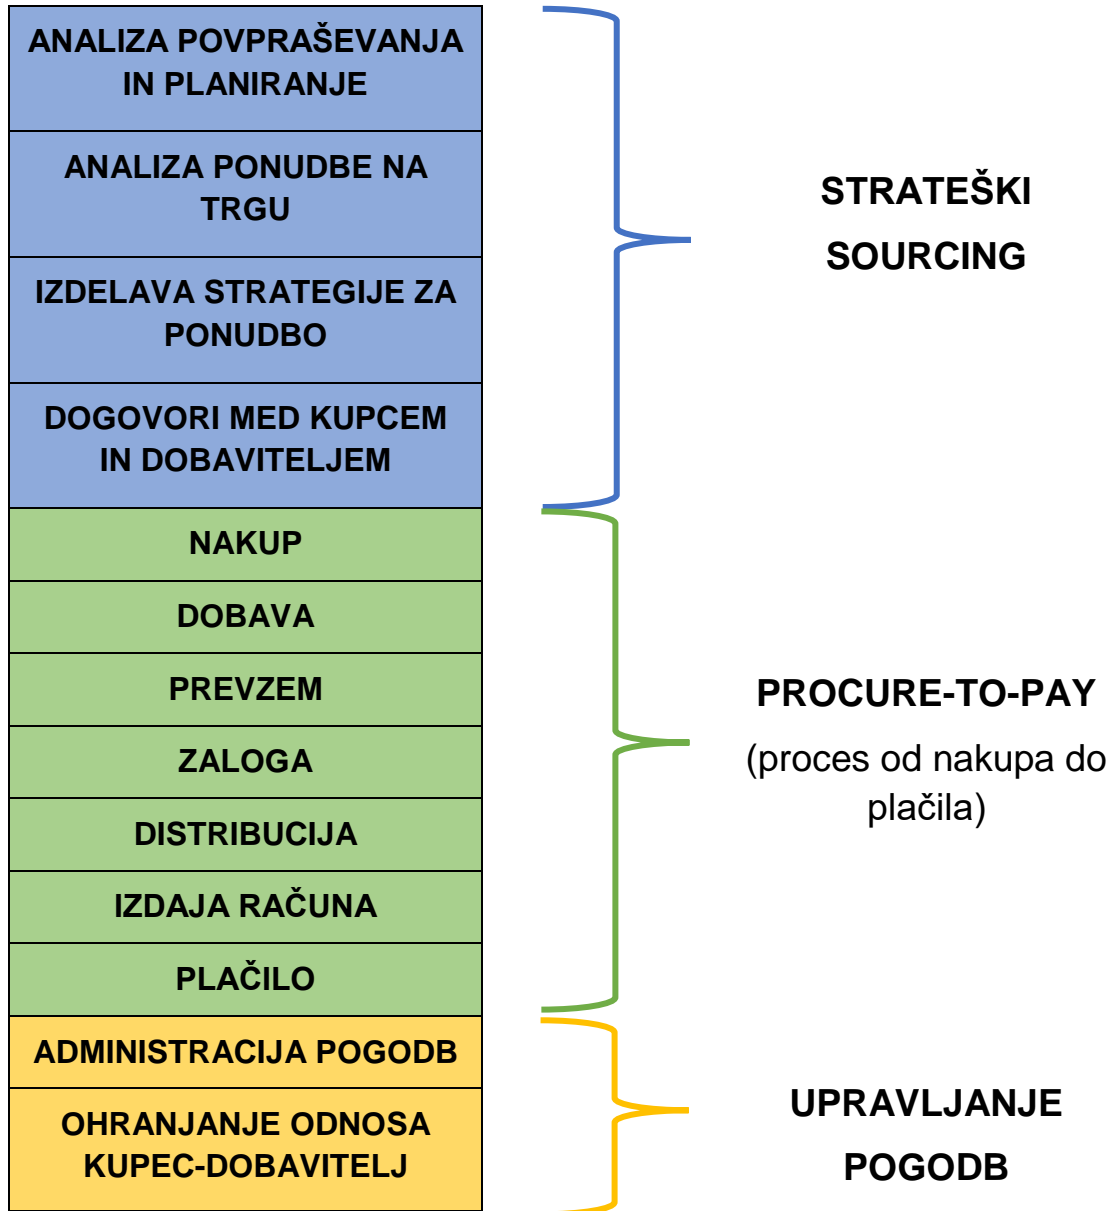 ANALIZA POVPRAŠEVANJA
IN PLANIRANJE
ANALIZA PONUDBE NA
TRGU
IZDELAVA STRATEGIJE ZA
PONUDBO
DOGOVORI MED KUPCEM
IN DOBAVITELJEM
STRATEŠKI
SOURCING
NAKUP
DOBAVA
PREVZEM
ZALOGA
DISTRIBUCIJA
IZDAJA RAČUNA
PLAČILO
PROCURE-TO-PAY
(proces od nakupa do
plačila)
ADMINISTRACIJA POGODB
OHRANJANJE ODNOSA
KUPEC-DOBAVITELJ
UPRAVLJANJE
POGODB